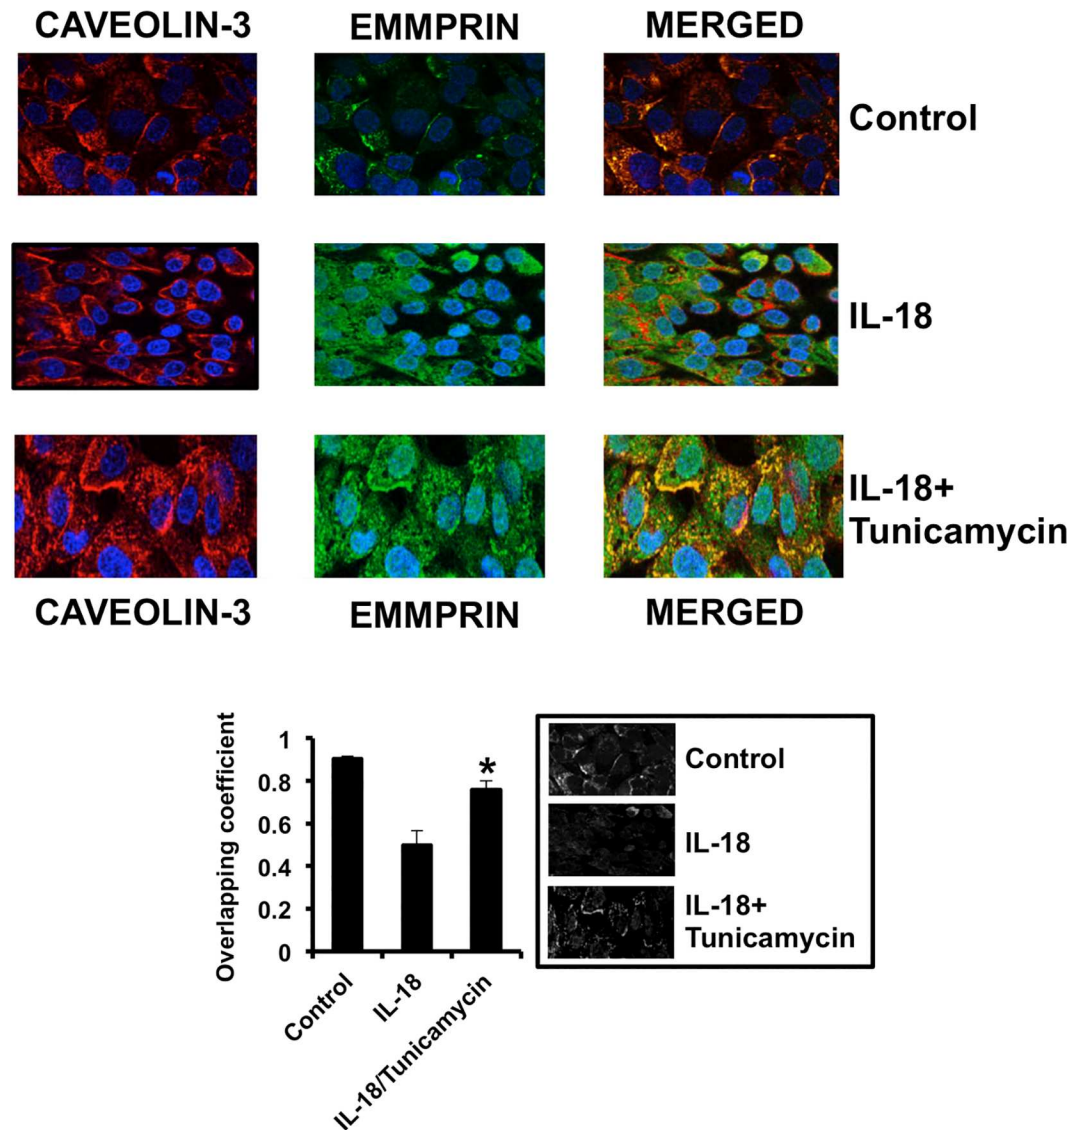 CAVEOLIN-3 EMMPRIN MERGED
Control
IL-18
IL-18+
Tunicamycin
CAVEOLIN-3 EMMPRIN MERGED
Overlapping coefficient
1
0.8
0.6
0.4
0.2
0
*
Control
IL-18
IL-18/Tunicamycin
Control
IL-18
IL-18+
Tunicamycin